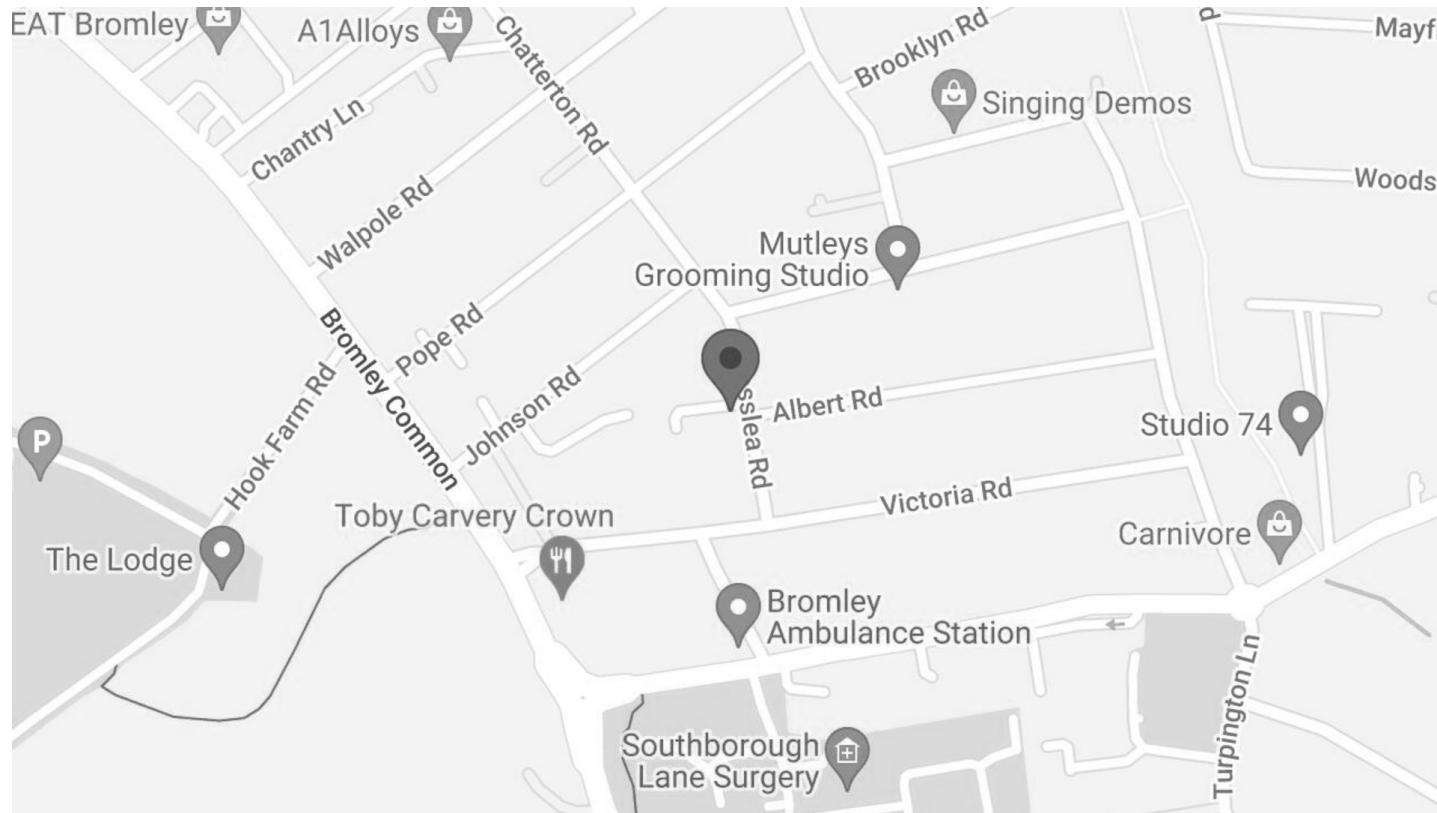 EAT Bromley
A1Alloys
Chatterton Rd
Brooklyn Rd
Mayf
Singing Demos
Chantry Ln
Woods
Walpole Rd
Mutleys
Grooming Studio
Bromley Common
Pope Rd
Hook Farm Rd
Johnson Rd
sslea Rd
Albert Rd
Studio 74
P
Victoria Rd
Toby Carvery Crown
Carnivore
The Lodge
Bromley
Ambulance Station
Turpington Ln
Southborough
Lane Surgery